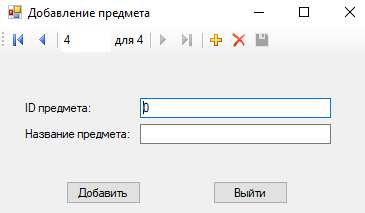 Добавление предмета
4 для 4
ID предмета: 0
Название предмета:
Добавить Выйти